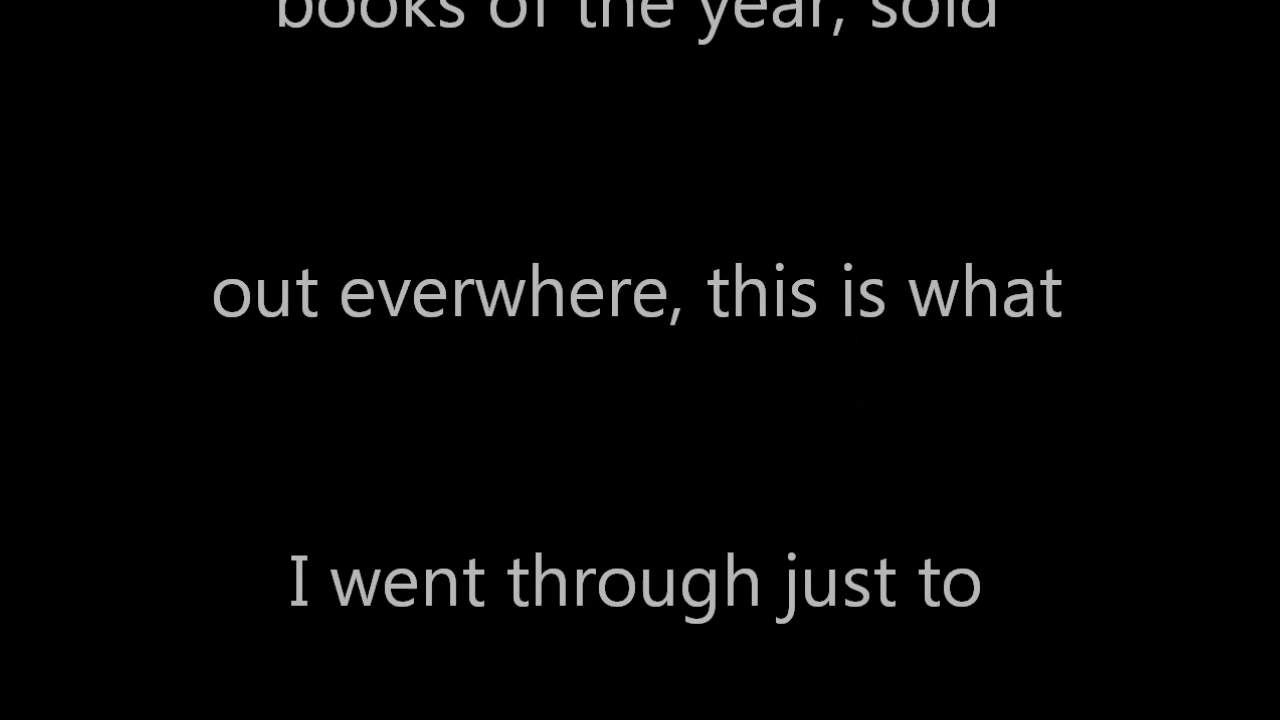 books of the year, sold
out everwhere, this is what
I went through just to